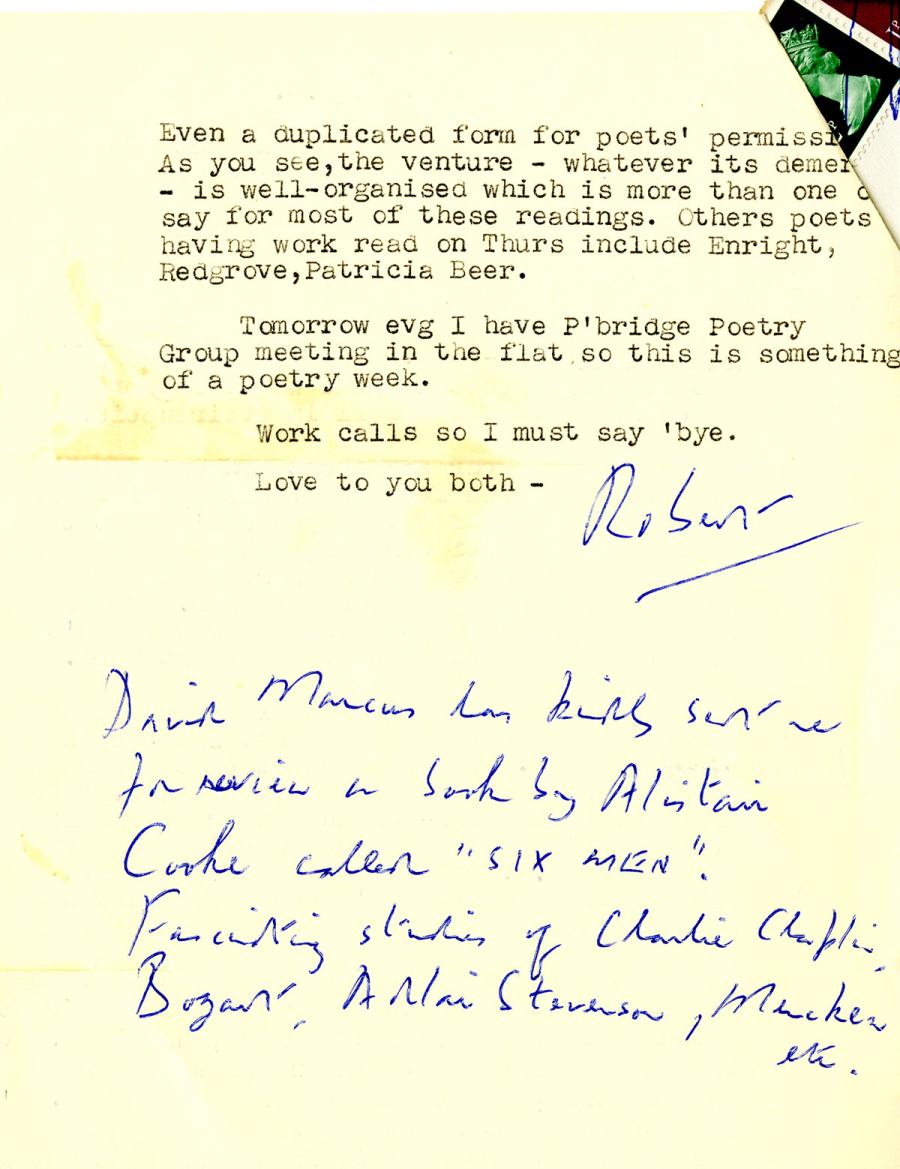 Even a duplicated form for poets' permissi
As you see,the venture - whatever its demer
- is well-organised which is more than one
say for most of these readings. Others poets
having work read on Thurs include Enright,
Redgrove,Patricia Beer.
Tomorrow evg I have P'bridge Poetry
Group meeting in the flat so this is something
of a poetry week.
Work calls so I must say 'bye.
Love to you both -
Robert
David Marcus has kindly sent me
for review a book by Alistair
Cooke called "SIX MEN".
Fascinating studies of Charlie Chaplin,
Bogart, Adlai Stevenson, Mencken
etc.